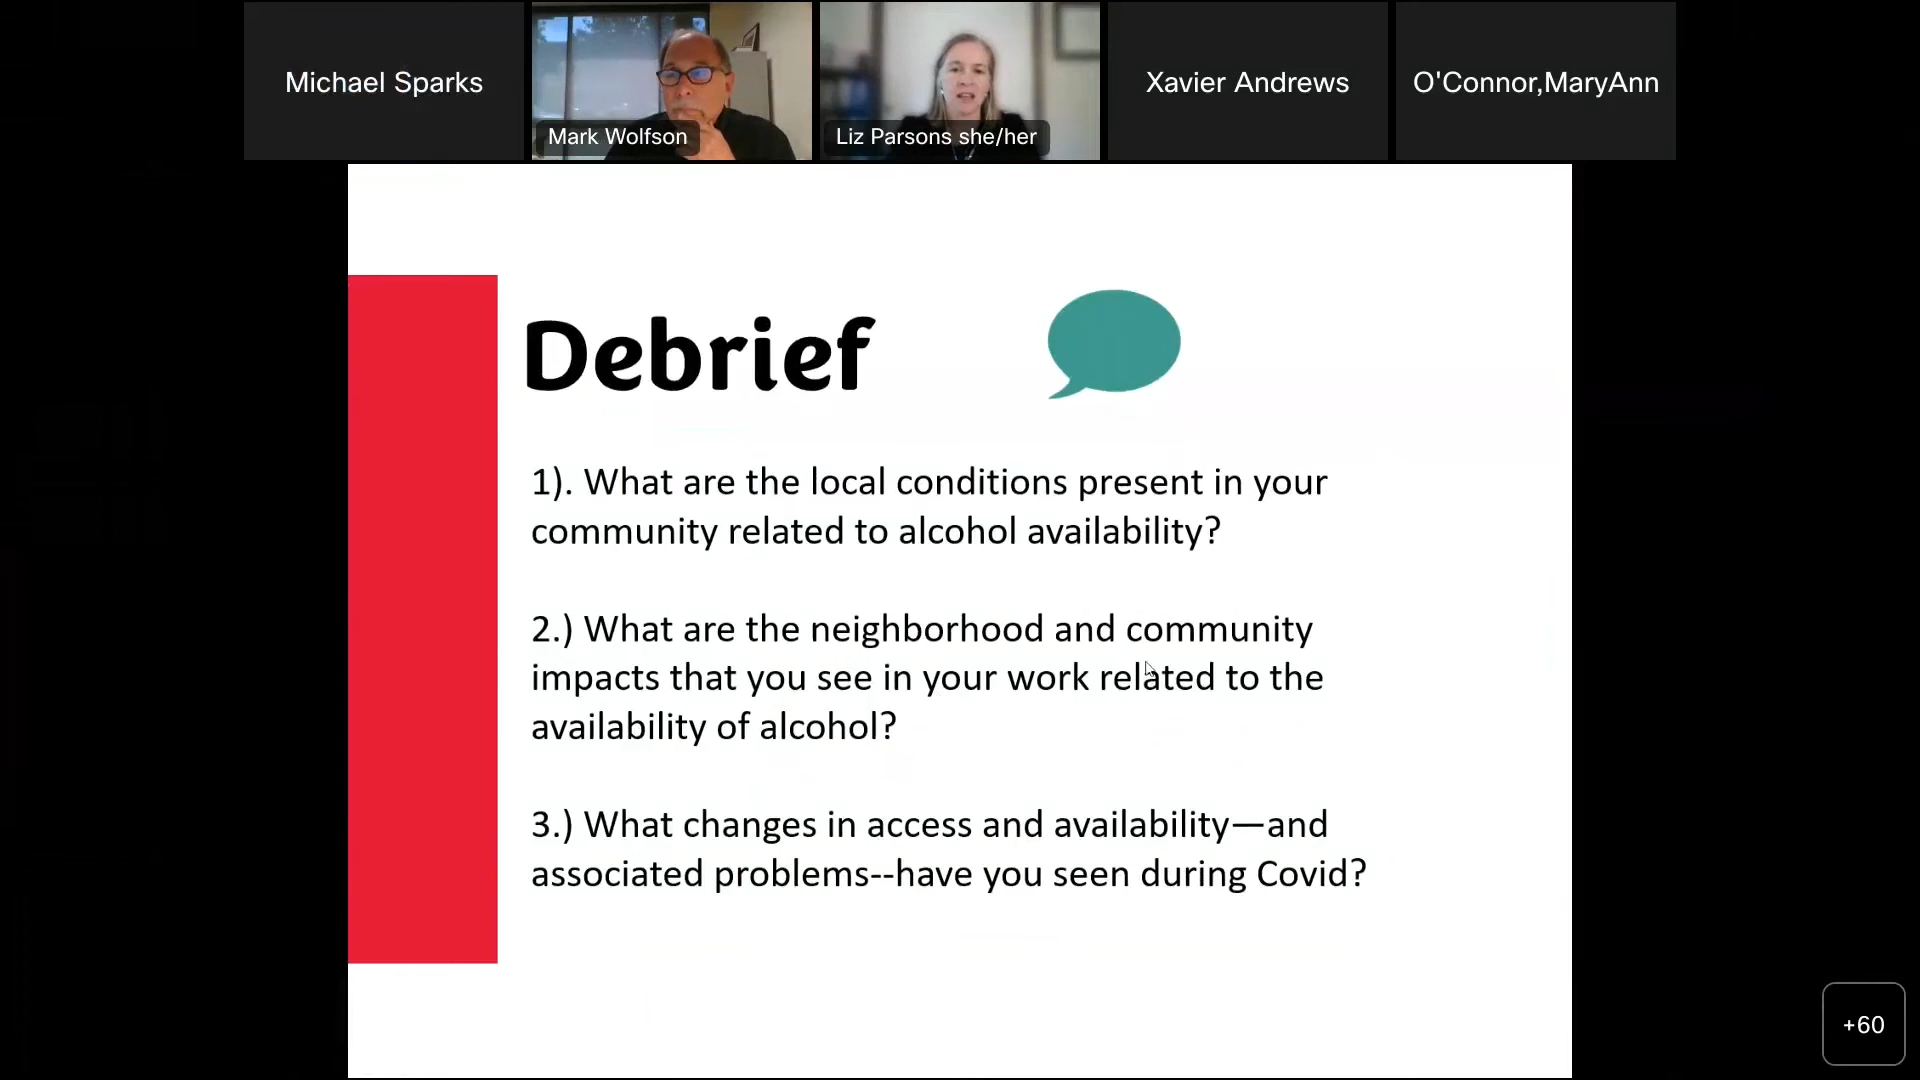 Michael Sparks
Mark Wolfson
Liz Parsons she/her
Xavier Andrews
O'Connor,MaryAnn
Debrief
1). What are the local conditions present in your
community related to alcohol availability?
2.) What are the neighborhood and community
impacts that you see in your work related to the
availability of alcohol?
3.) What changes in access and availability—and
associated problems--have you seen during Covid?
+60